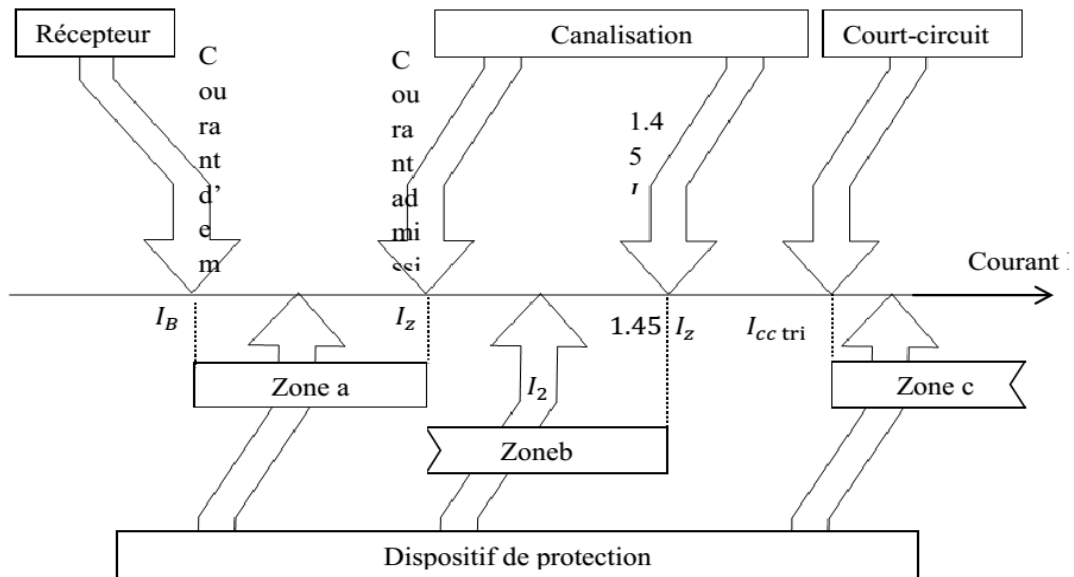 Récepteur
Canalisation
Court-circuit
C
ou
ra
nt
d’
e
m
C
ou
ra
nt
ad
mi
ssi
1.4
5
I
Courant I
I_B
I_z
1.45 I_z
I_cc tri
Zone a
I_2
Zone c
Zoneb
Dispositif de protection